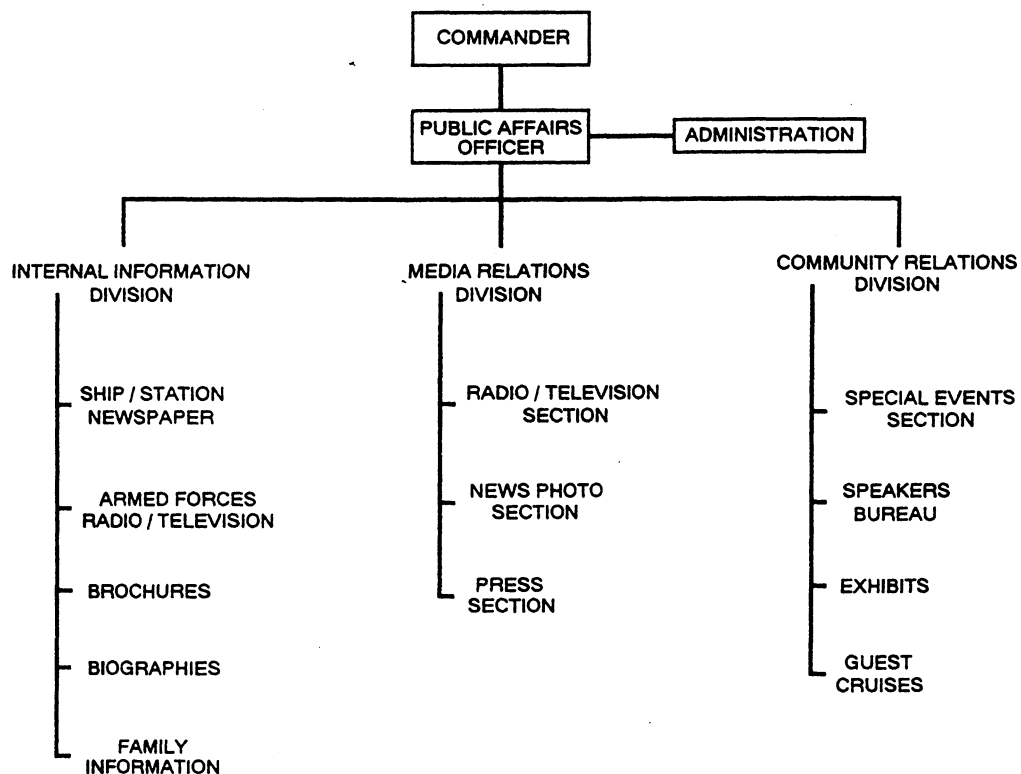 COMMANDER
PUBLIC AFFAIRS
OFFICER
ADMINISTRATION
INTERNAL INFORMATION
DIVISION
SHIP / STATION
NEWSPAPER
ARMED FORCES
RADIO / TELEVISION
BROCHURES
BIOGRAPHIES
FAMILY
INFORMATION
MEDIA RELATIONS
DIVISION
RADIO / TELEVISION
SECTION
NEWS PHOTO
SECTION
PRESS
SECTION
COMMUNITY RELATIONS
DIVISION
SPECIAL EVENTS
SECTION
SPEAKERS
BUREAU
EXHIBITS
GUEST
CRUISES